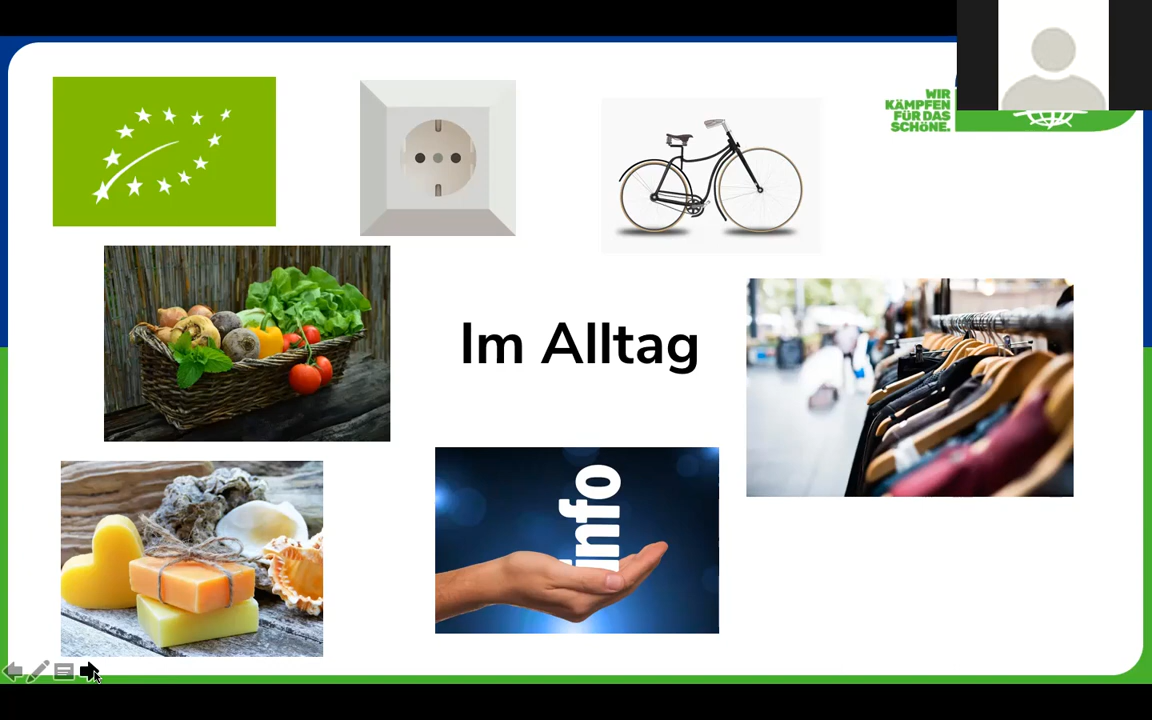 WIR
KÄMPFEN
FÜR DAS
SCHÖNE.
Im Alltag
info